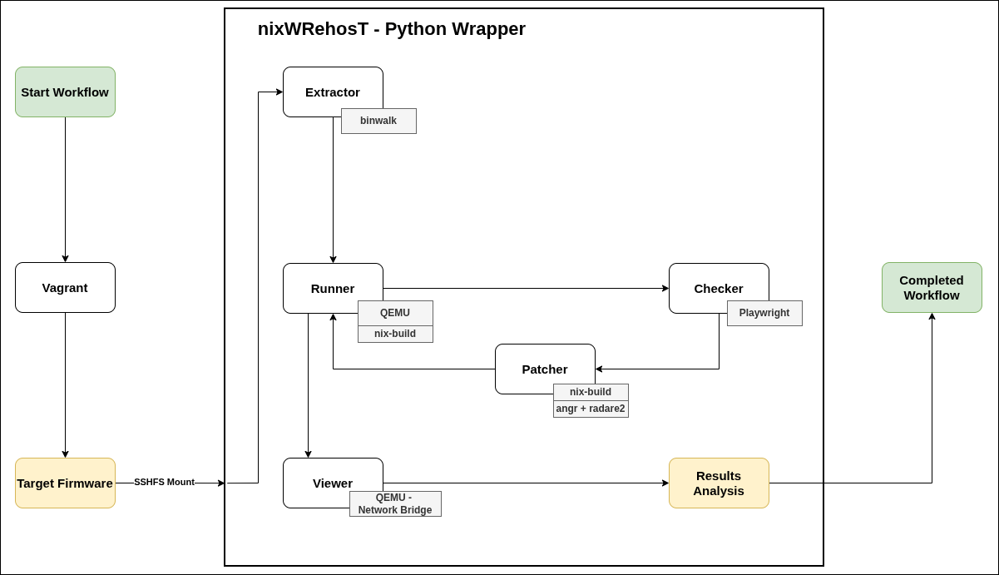 nixWRehosT - Python Wrapper
Start Workflow
Extractor
binwalk
Vagrant
Runner
QEMU
nix-build
Checker
Playwright
Completed
Workflow
Patcher
nix-build
angr + radare2
Target Firmware
SSHFS Mount
Viewer
QEMU -
Network Bridge
Results
Analysis